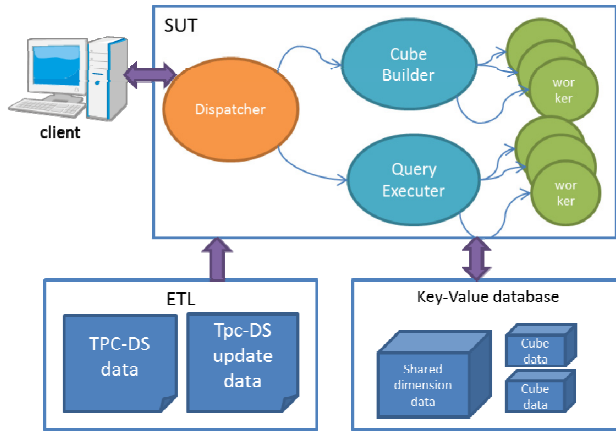 SUT
client
Dispatcher
Cube
Builder
wor
ker
Query
Executer
wor
ker
ETL
TPC-DS
data
Tpc-DS
update
data
Key-Value database
Shared
dimension
data
Cube
data
Cube
data